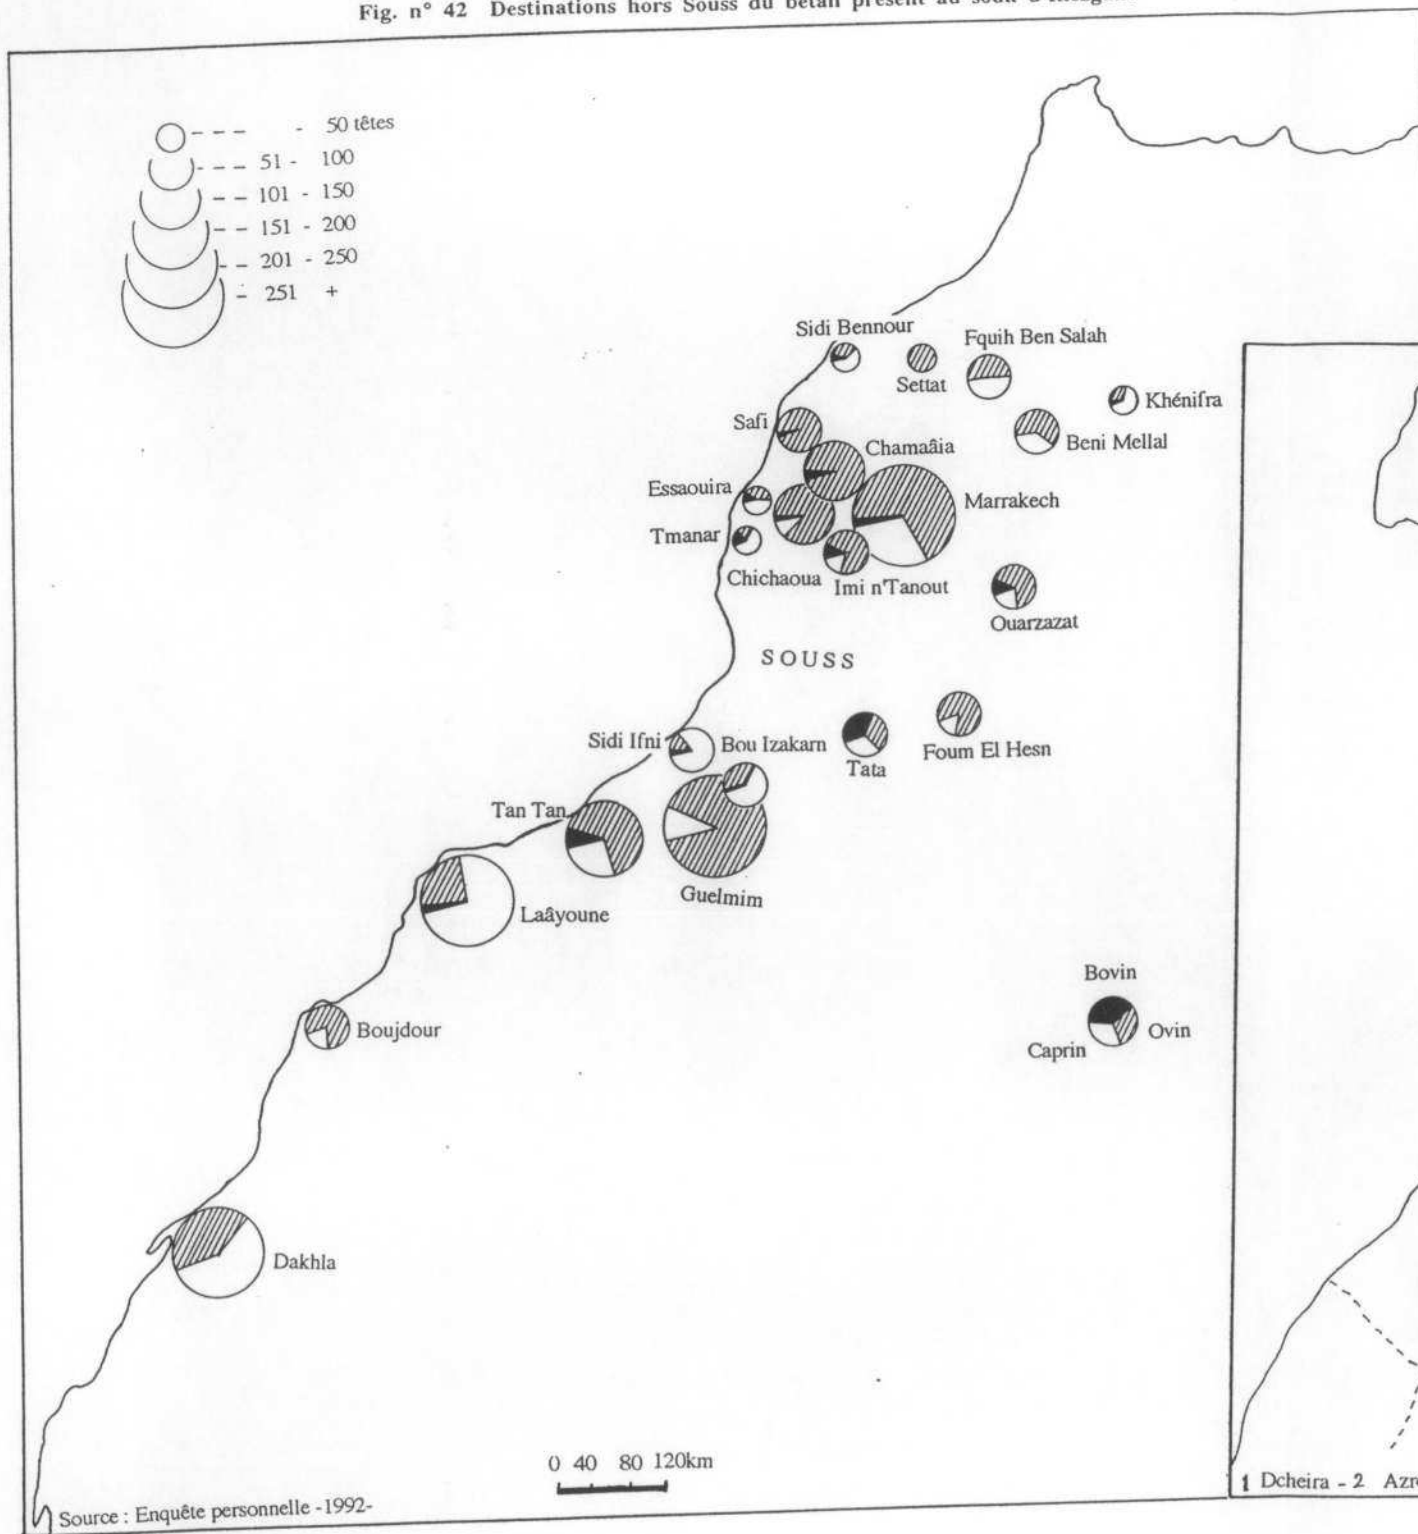 Fig. n° 42 Destinations hors Souss du bétail présent au souk
- 50 têtes
51 - 100
101 - 150
151 - 200
201 - 250
251 +
Sidi Bennour
Fquih Ben Salah
Settat
Khénifra
Safi
Beni Mellal
Chamaâia
Essaouira
Marrakech
Tmanar
Chichaoua
Imi n'Tanout
Ouarzazat
SOUSS
Sidi Ifni
Bou Izakarn
Tata
Foum El Hesn
Tan Tan
Guelmim
Laâyoune
Bovin
Boujdour
Ovin
Caprin
Dakhla
0 40 80 120km
Source : Enquête personnelle -1992-
1 Dcheira - 2